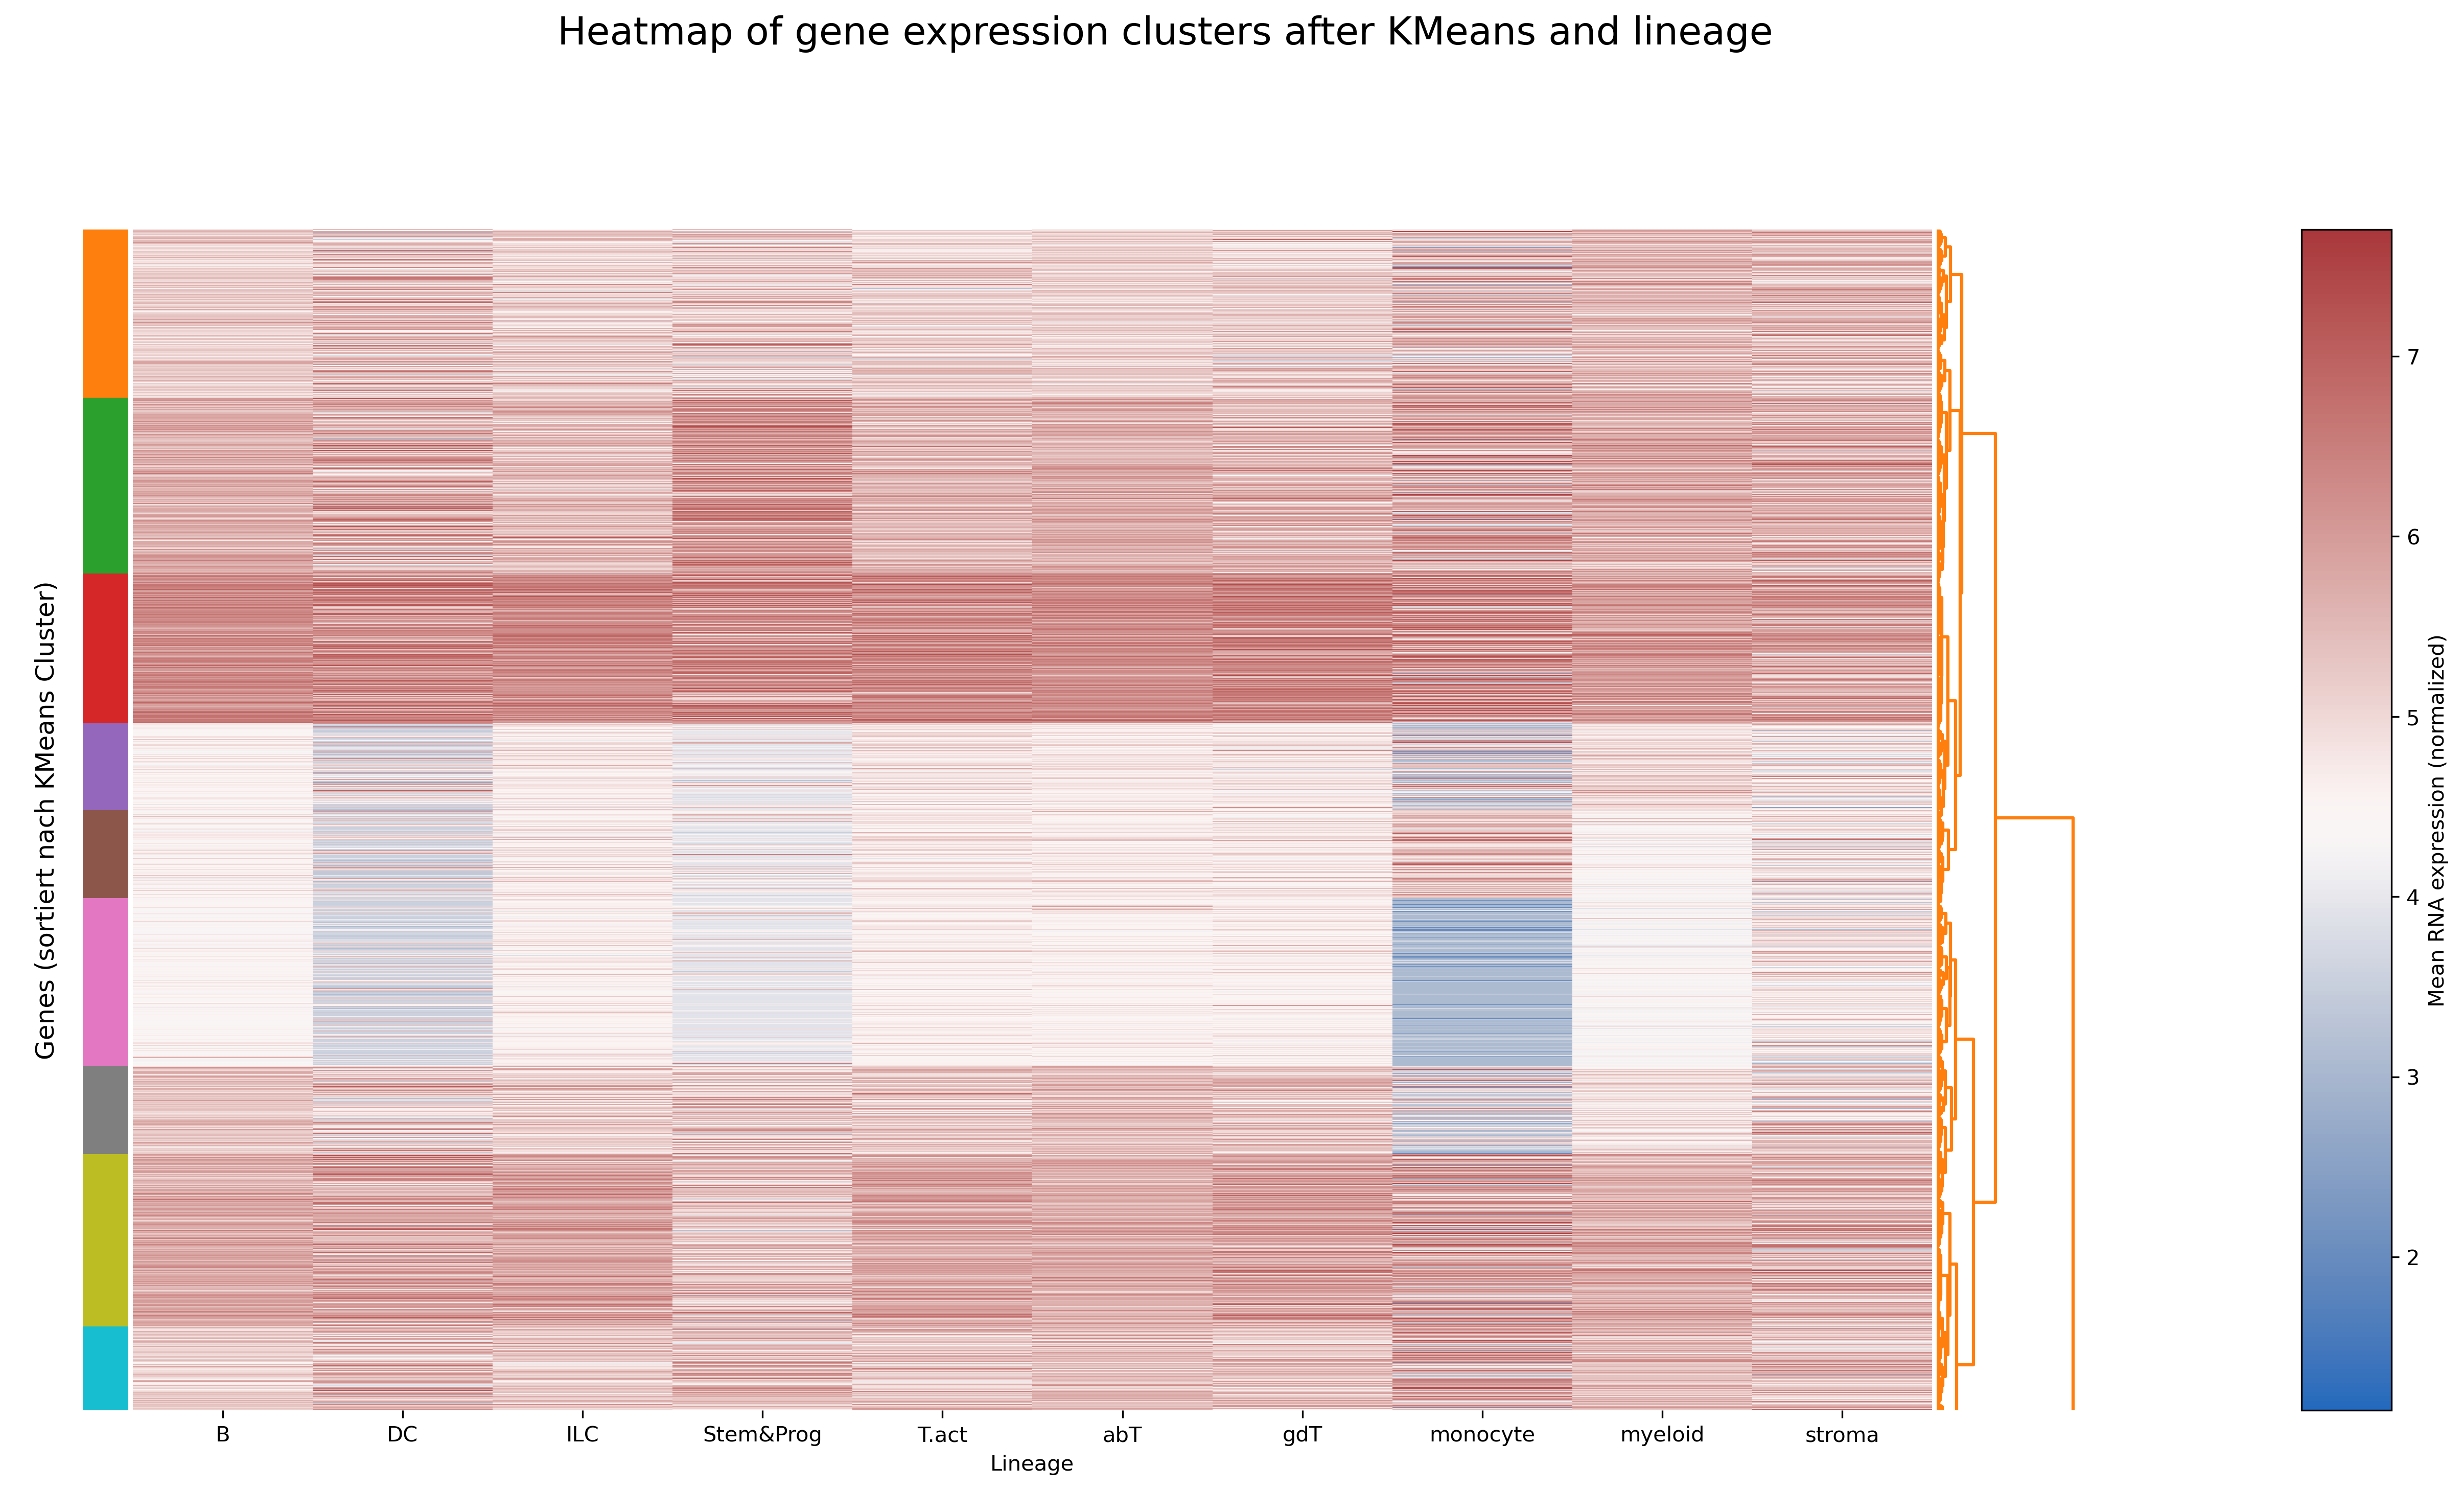 Heatmap of gene expression clusters after KMeans and lineage
Genes (sortiert nach KMeans Cluster)
B
DC
ILC
Stem&Prog
T.act
abT
gdT
monocyte
myeloid
stroma
Lineage
7
6
5
4
3
2
Mean RNA expression (normalized)